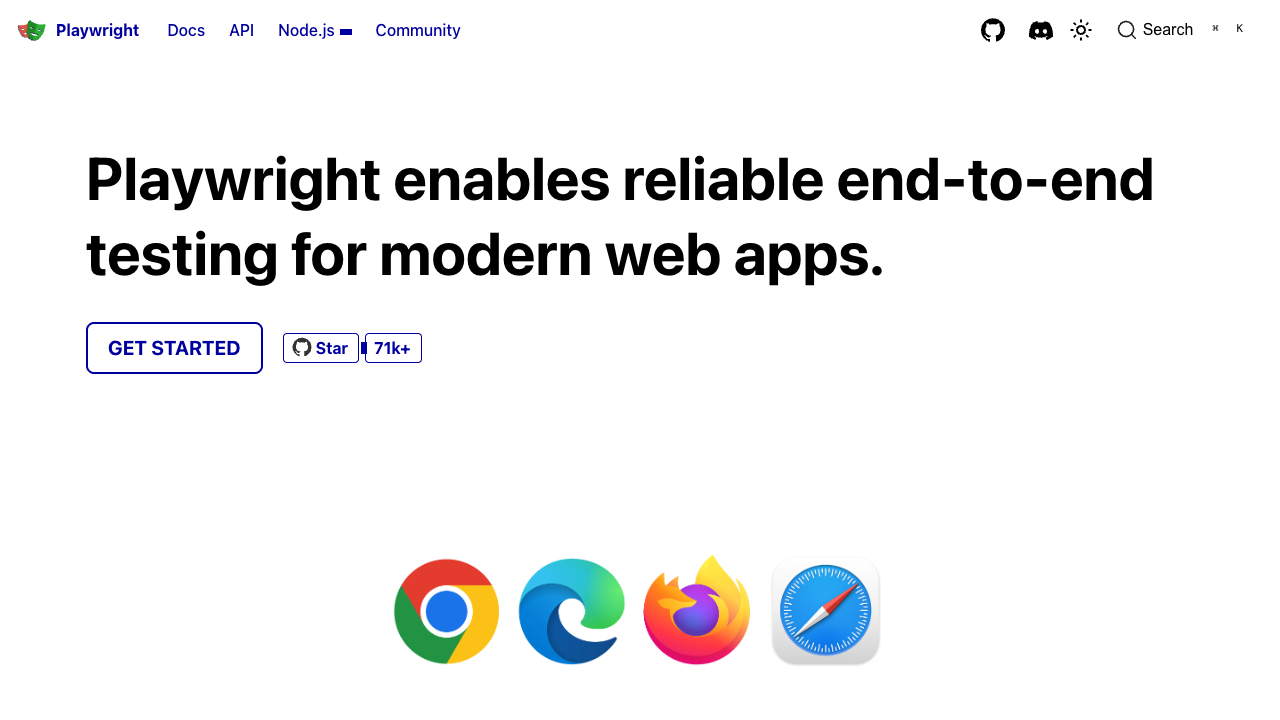 Playwright Docs API Node.js Community Search ⌘ K
Playwright enables reliable end-to-end
testing for modern web apps.
GET STARTED Star 71k+